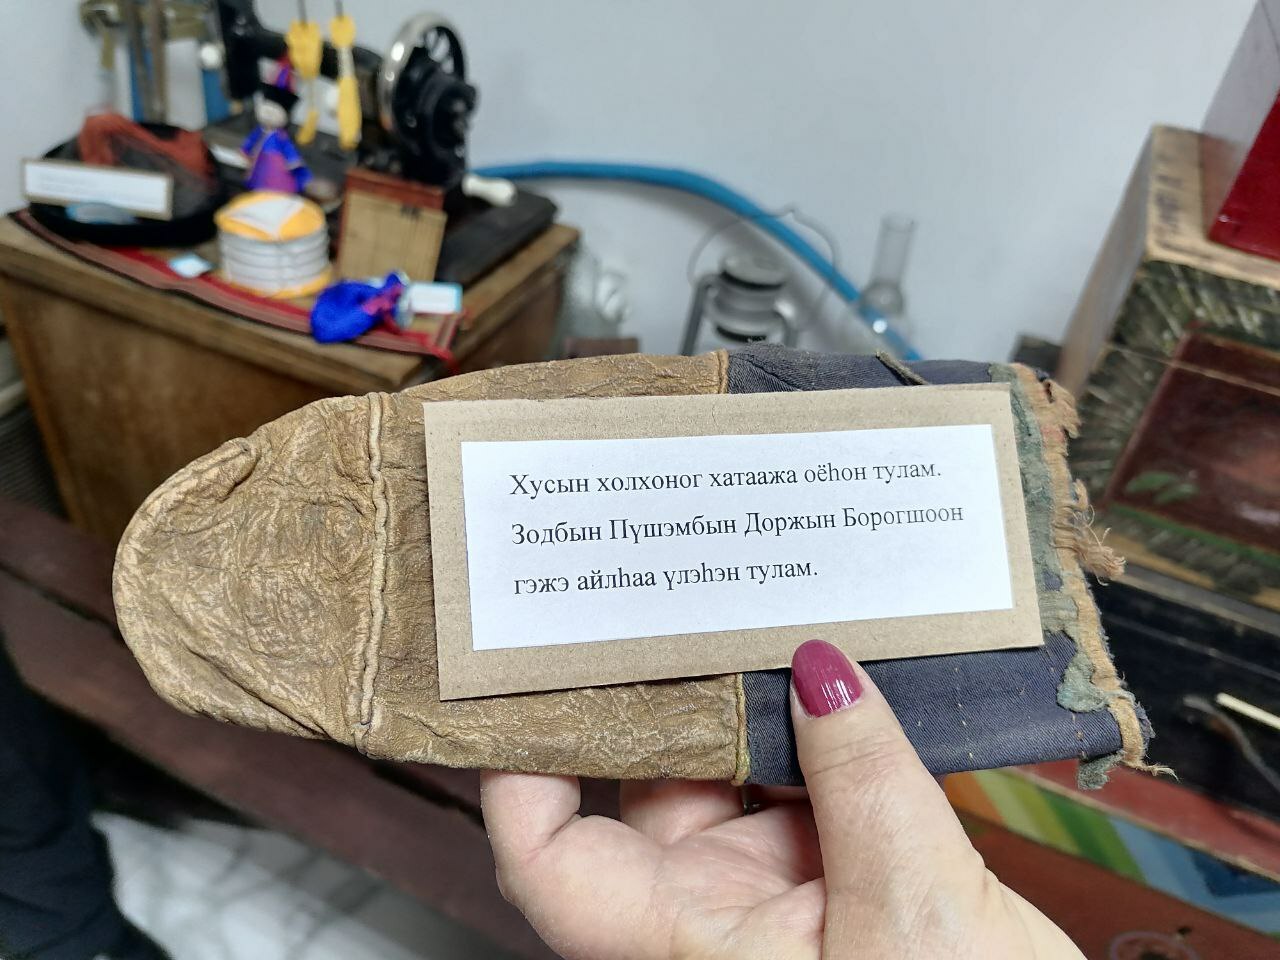 Хусын холхоног хатаажа оёһон тулам.
Зодбын Пүшэмбын Доржын Борогшоон
гэжэ айлһаа үлэһэн тулам.